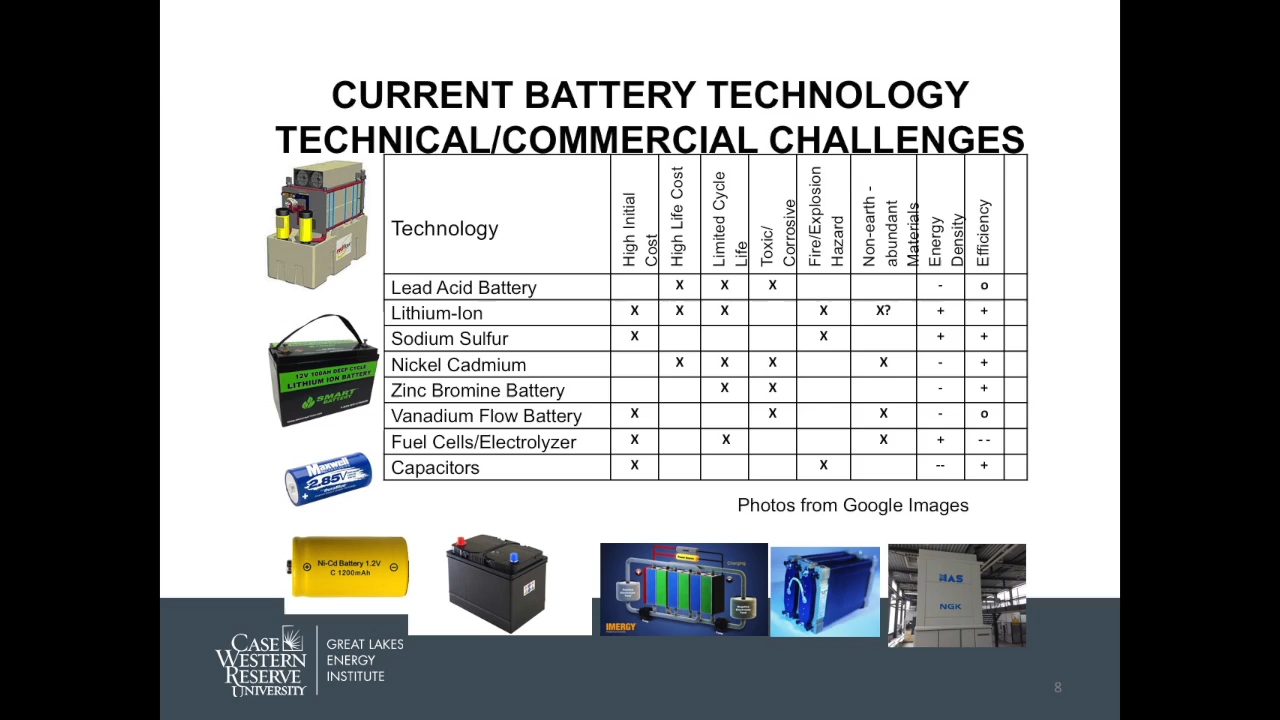 CURRENT BATTERY TECHNOLOGY
TECHNICAL/COMMERCIAL CHALLENGES
Technology High Initial Cost High Life Cost Limited Cycle Life Toxic/ Corrosive Fire/Explosion Hazard Non-earth - abundant Materials Energy Density Efficiency
Lead Acid Battery X X X - o
Lithium-Ion X X X X X? + +
Sodium Sulfur X X + +
Nickel Cadmium X X X X - +
Zinc Bromine Battery X X - +
Vanadium Flow Battery X X X - o
Fuel Cells/Electrolyzer X X X + - -
Capacitors X X -- +
12V 100AH DEEP CYCLE
LITHIUM ION BATTERY
SMART
BATTERY
Maxwell
2.85V
Photos from Google Images
Ni-Cd Battery 1.2V
C 1200mAh
Charging
IMERGY
NAS
NGK
CASE
WESTERN
RESERVE
UNIVERSITY
GREAT LAKES
ENERGY
INSTITUTE
8